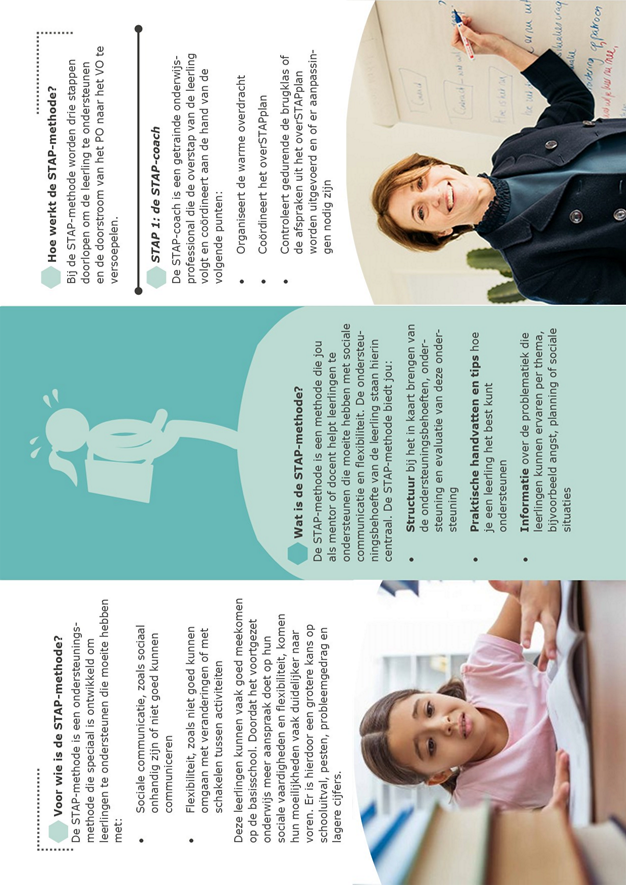 Voor wie is de STAP-methode?
De STAP-methode is een ondersteunings-
methode die speciaal is ontwikkeld om
leerlingen te ondersteunen die moeite hebben
met:
• Sociale communicatie, zoals sociaal
onhandig zijn of niet goed kunnen
communiceren
• Flexibiliteit, zoals niet goed kunnen
omgaan met veranderingen of met
schakelen tussen activiteiten
Deze leerlingen kunnen vaak goed meekomen
op de basisschool. Doordat het voortgezet
onderwijs meer aanspraak doet op hun
sociale vaardigheden en flexibiliteit, komen
hun moeilijkheden vaak duidelijker naar
voren. Er is hierdoor een grotere kans op
schooluitval, pesten, probleemgedrag en
lagere cijfers.
Wat is de STAP-methode?
De STAP-methode is een methode die jou
als mentor of docent helpt leerlingen te
ondersteunen die moeite hebben met sociale
communicatie en flexibiliteit. De ondersteu-
ningsbehoefte van de leerling staan hierin
centraal. De STAP-methode biedt jou:
• Structuur bij het in kaart brengen van
de ondersteuningsbehoeften, onder-
steuning en evaluatie van deze onder-
steuning
• Praktische handvatten en tips hoe
je een leerling het best kunt
ondersteunen
• Informatie over de problematiek die
leerlingen kunnen ervaren per thema,
bijvoorbeeld angst, planning of sociale
situaties
Hoe werkt de STAP-methode?
Bij de STAP-methode worden drie stappen
doorlopen om de leerling te ondersteunen
en de doorstroom van het PO naar het VO te
versoepelen.
STAP 1: de STAP-coach
De STAP-coach is een getrainde onderwijs-
professional die de overstap van de leerling
volgt en coördineert aan de hand van de
volgende punten:
• Organiseert de warme overdracht
• Coördineert het overSTAPplan
• Controleert gedurende de brugklas of
de afspraken uit het overSTAPplan
worden uitgevoerd en of er aanpassin-
gen nodig zijn